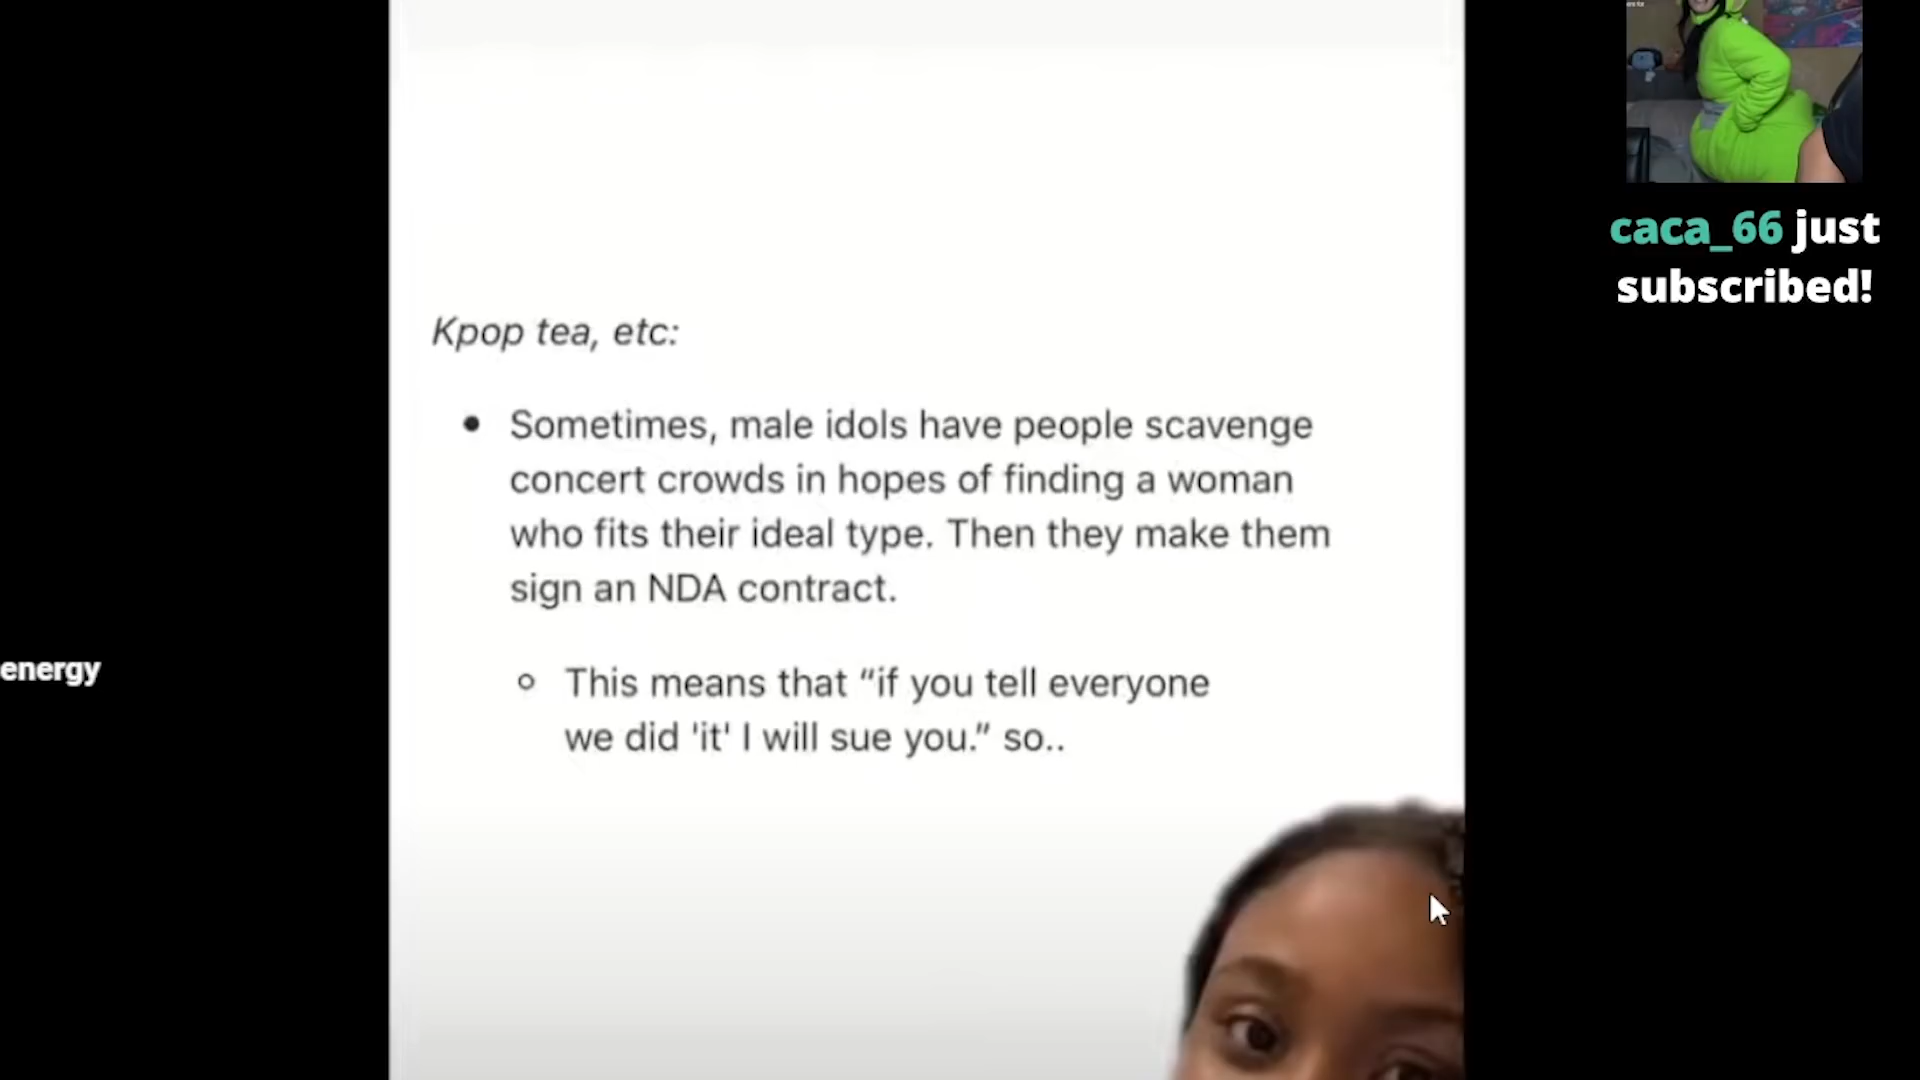 Kpop tea, etc:
• Sometimes, male idols have people scavenge
concert crowds in hopes of finding a woman
who fits their ideal type. Then they make them
sign an NDA contract.
○ This means that “if you tell everyone
we did 'it' I will sue you.” so..
energy
caca_66 just
subscribed!